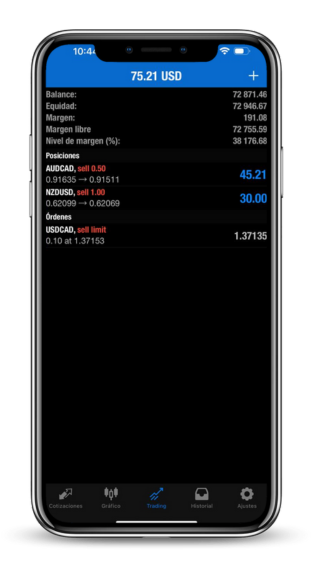 10:4
75.21 USD +
Balance: 72 871.46
Equidad: 72 946.67
Margen: 191.08
Margen libre 72 755.59
Nivel de margen (%): 38 176.68
Posiciones
AUDCAD, sell 0.50
0.91635 → 0.91511 45.21
NZDUSD, sell 1.00
0.62099 → 0.62069 30.00
Órdenes
USDCAD, sell limit
0.10 at 1.37153 1.37135
Cotizaciones Gráfico Trading Historial Ajustes